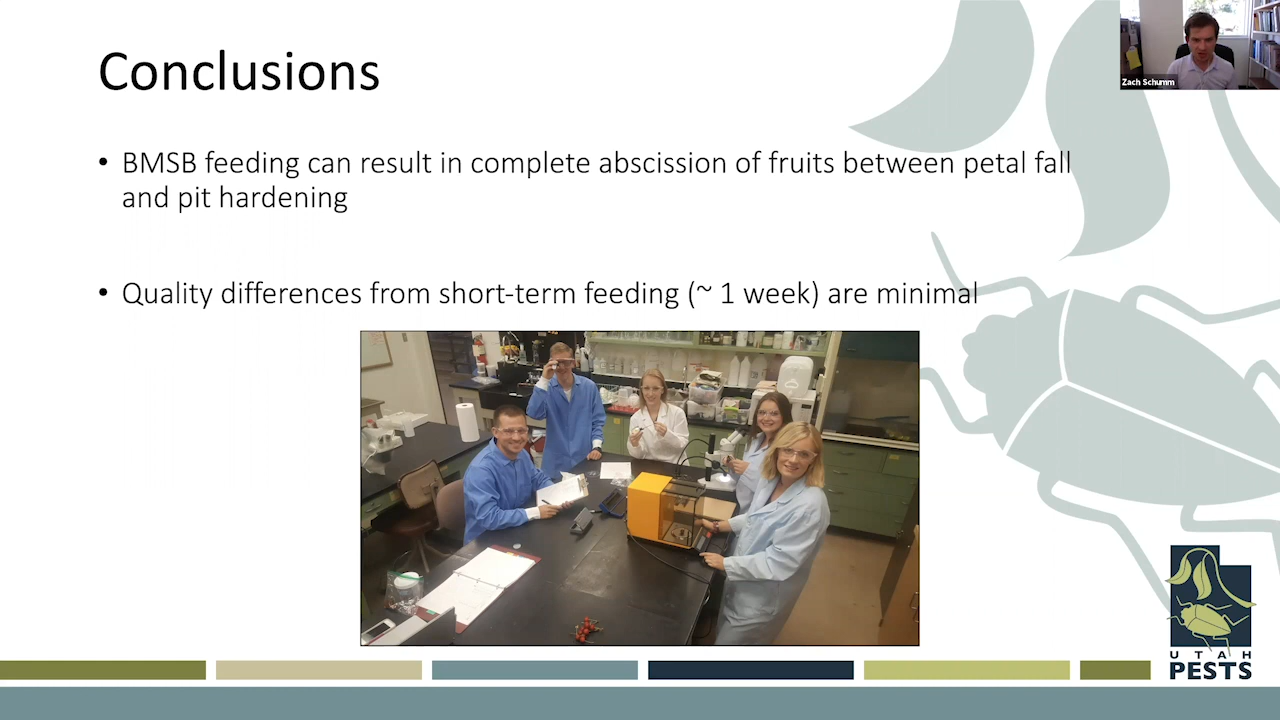 Conclusions
Zach Schumm
• BMSB feeding can result in complete abscission of fruits between petal fall
and pit hardening
• Quality differences from short-term feeding (~ 1 week) are minimal
UTAH
PESTS